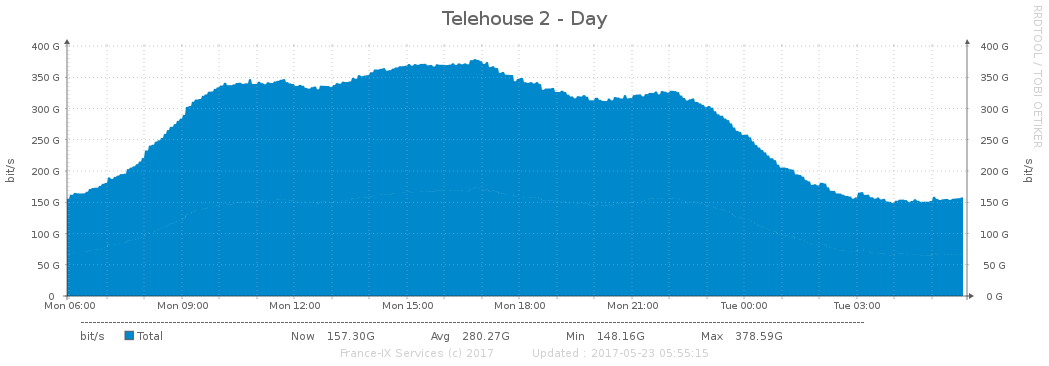 Telehouse 2 - Day
RRDTOOL / TOBI OETIKER
400 G 400 G
350 G 350 G
300 G 300 G
250 G 250 G
200 G 200 G
150 G 150 G
100 G 100 G
50 G 50 G
0 0 G
bit/s bit/s
Mon 06:00 Mon 09:00 Mon 12:00 Mon 15:00 Mon 18:00 Mon 21:00 Tue 00:00 Tue 03:00
bit/s Total Now 157.30G Avg 280.27G Min 148.16G Max 378.59G
France-IX Services (c) 2017 Updated : 2017-05-23 05:55:15